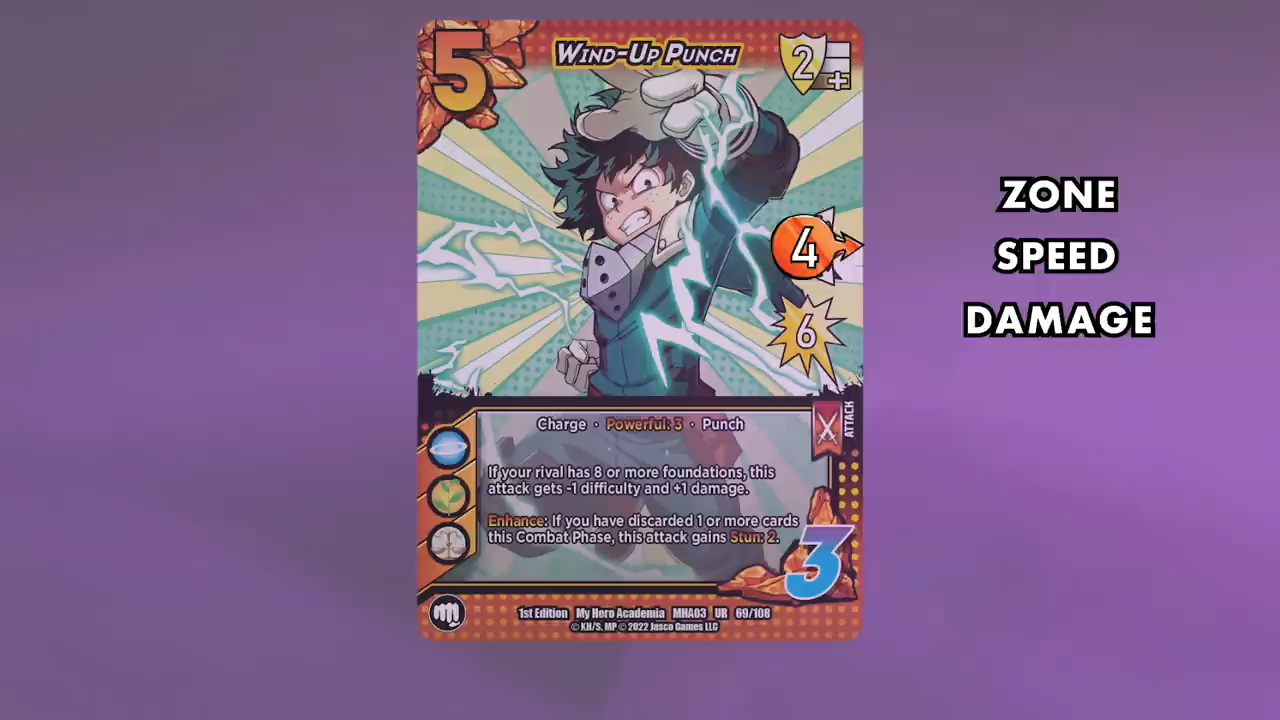 5
WIND-UP PUNCH
2
+
ZONE
SPEED
DAMAGE
4
6
Charge · Powerful: 3 · Punch
ATTACK
If your rival has 8 or more foundations, this
attack gets -1 difficulty and +1 damage.
Enhance: If you have discarded 1 or more cards
this Combat Phase, this attack gains Stun: 2.
3
1st Edition My Hero Academia MHA03 UR 69/108
© KH/S, MP © 2022 Jasco Games LLC